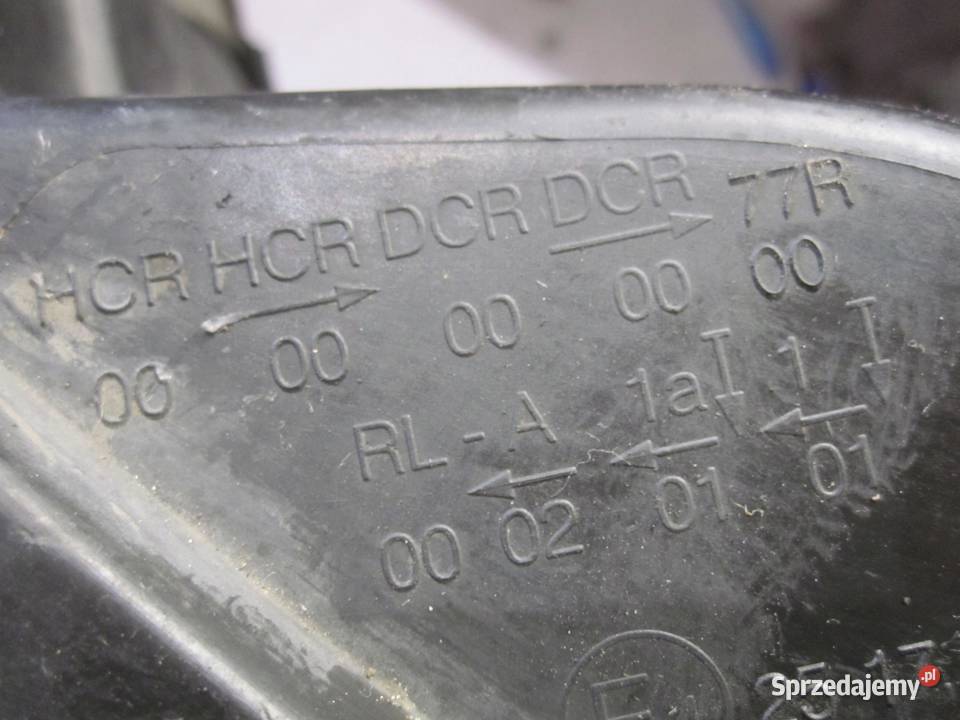 HCR HCR DCR DCR 77R
00 00 00 00 00
RL - A 1a 1
00 02 01 01
E
Sprzedajemy.pl